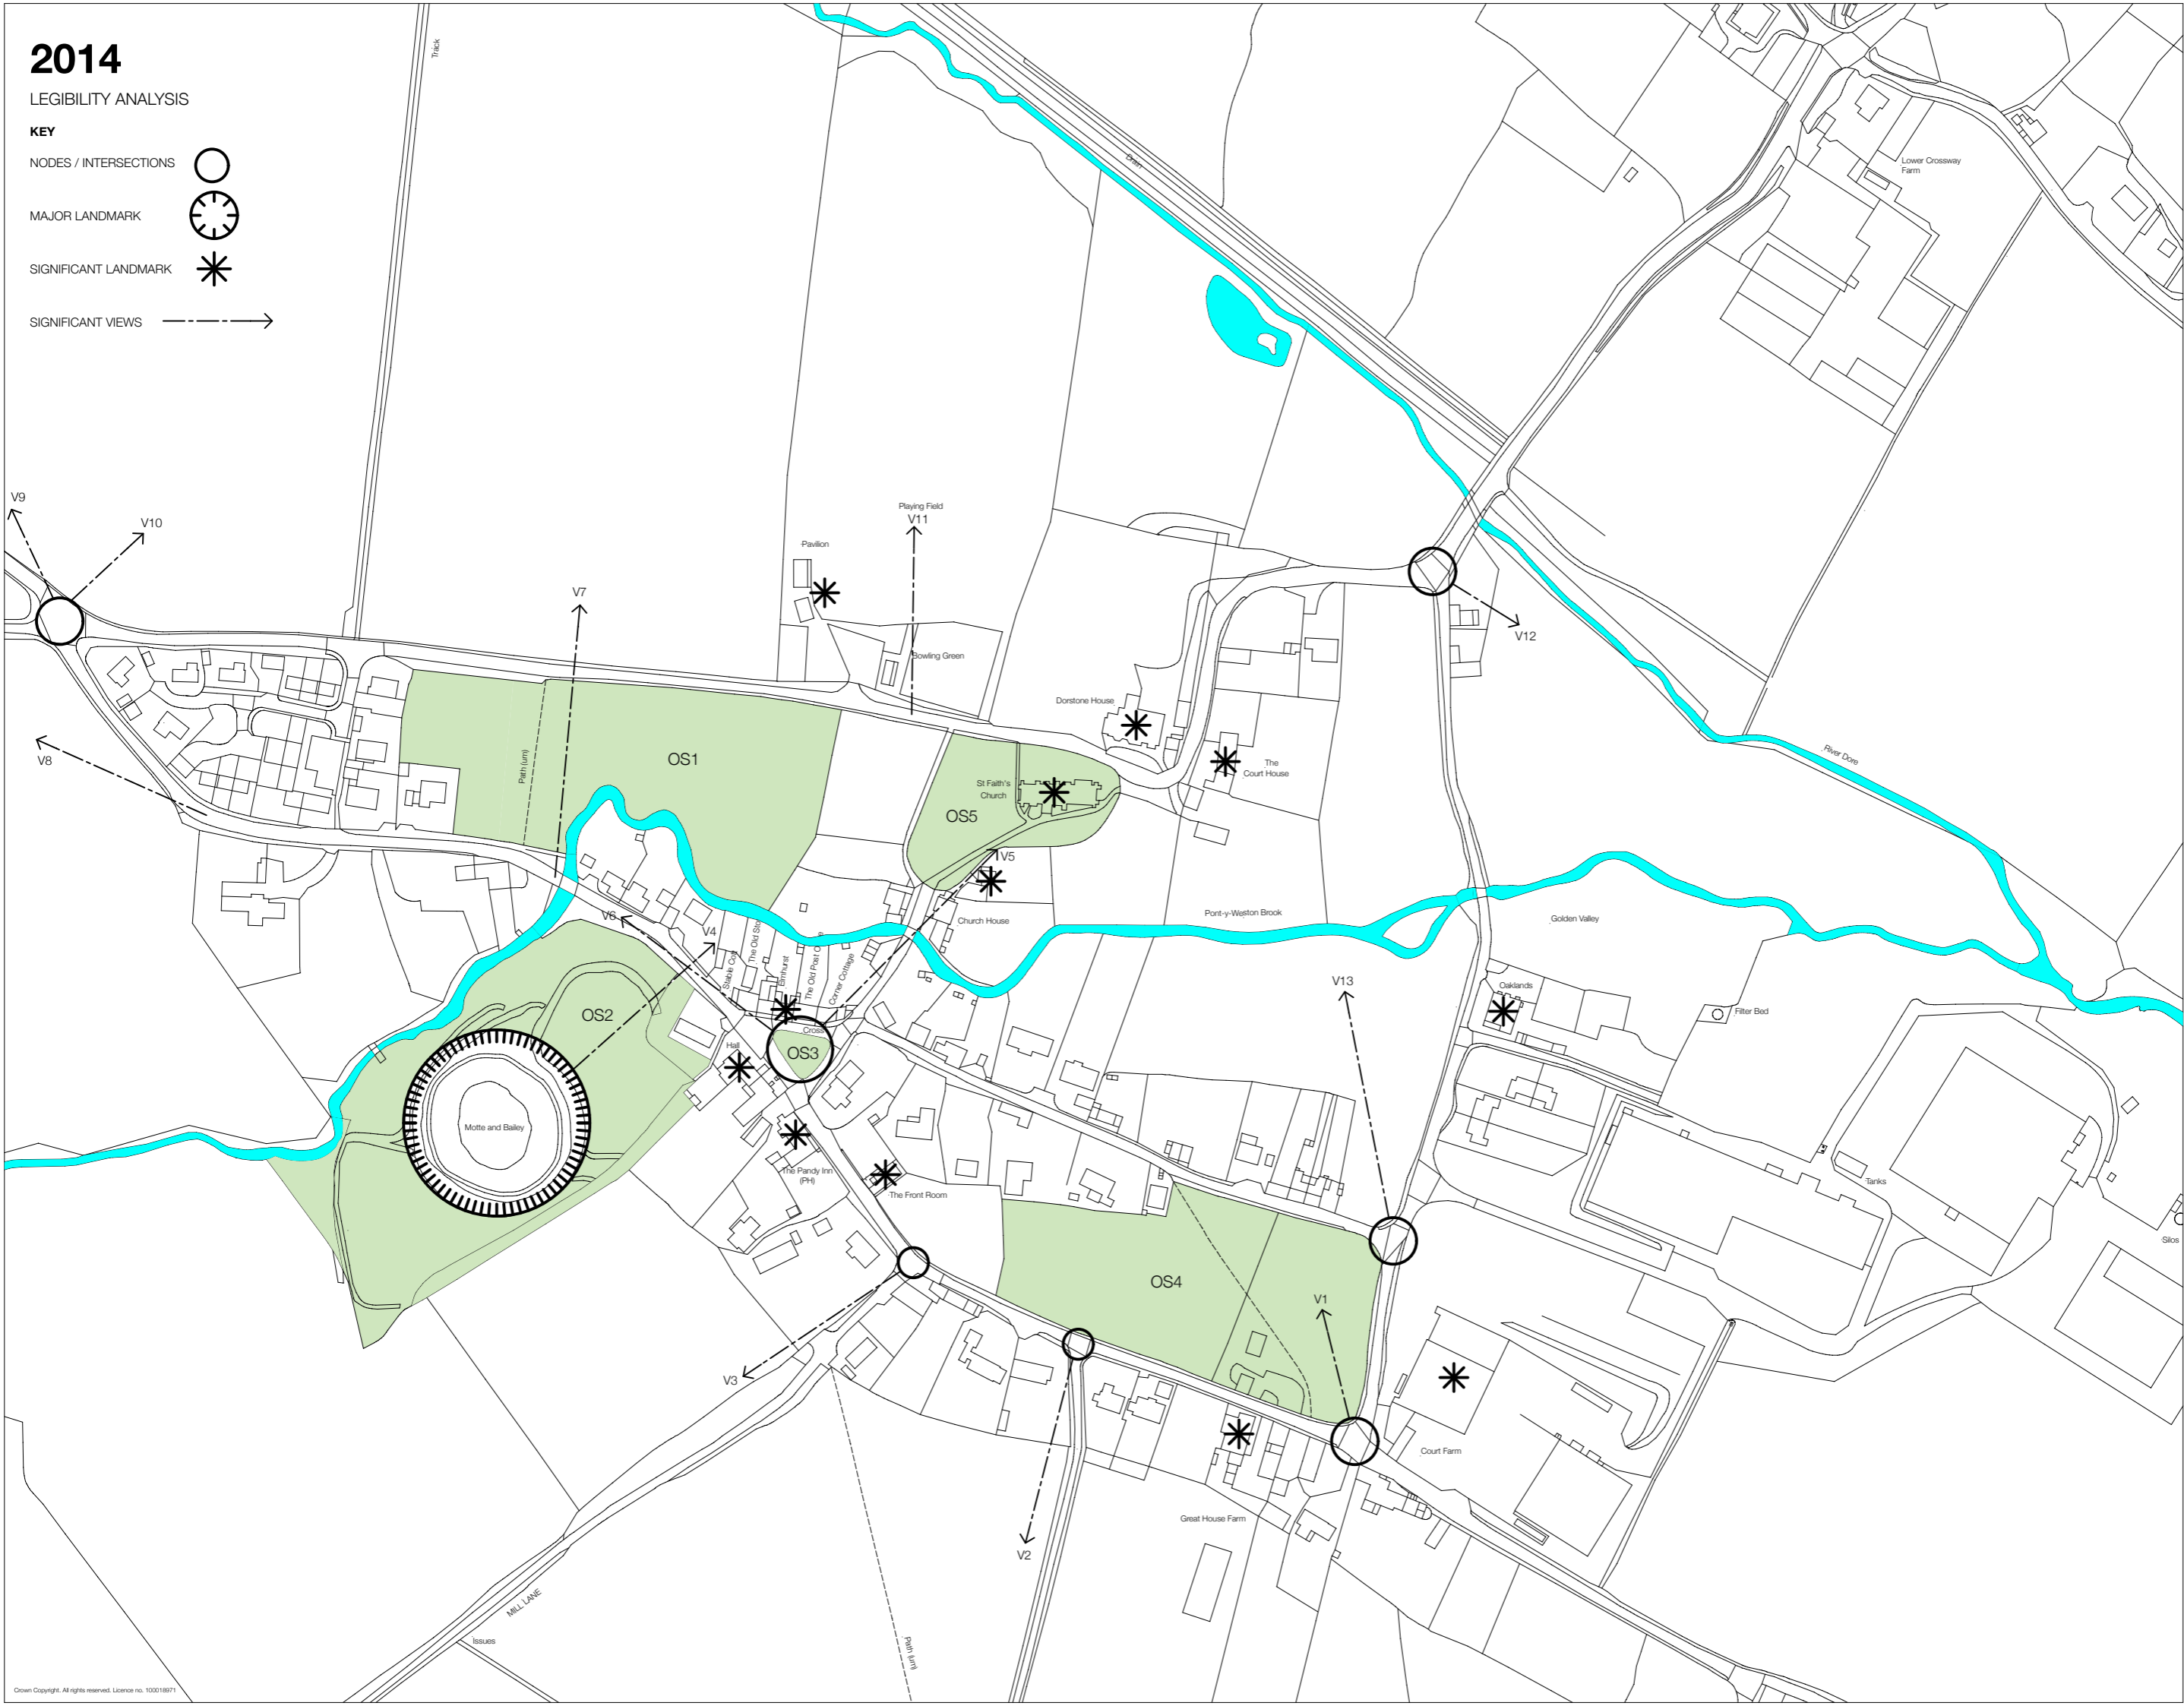 2014
LEGIBILITY ANALYSIS
KEY
NODES / INTERSECTIONS
MAJOR LANDMARK
SIGNIFICANT LANDMARK
SIGNIFICANT VIEWS
Track
Drain
Lower Crossway
Farm
V9
V10
Playing Field
V11
Pavilion
V7
V12
Bowling Green
Dorstone House
V8
OS1
Path (um)
The
Court House
River Dore
St Faith's
Church
OS5
V5
V6
Church House
Pont-y-Weston Brook
Golden Valley
V4
Stable
The Old
Elmhurst
The Old Post
Corner Cottage
V13
Oaklands
Filter Bed
OS2
Cross
Hall
OS3
Motte and Bailey
The Pandy Inn
(PH)
The Front Room
Tanks
Silos
OS4
V1
V3
Court Farm
Great House Farm
V2
MILL LANE
Issues
Path (um)
Crown Copyright. All rights reserved. Licence no. 100018971